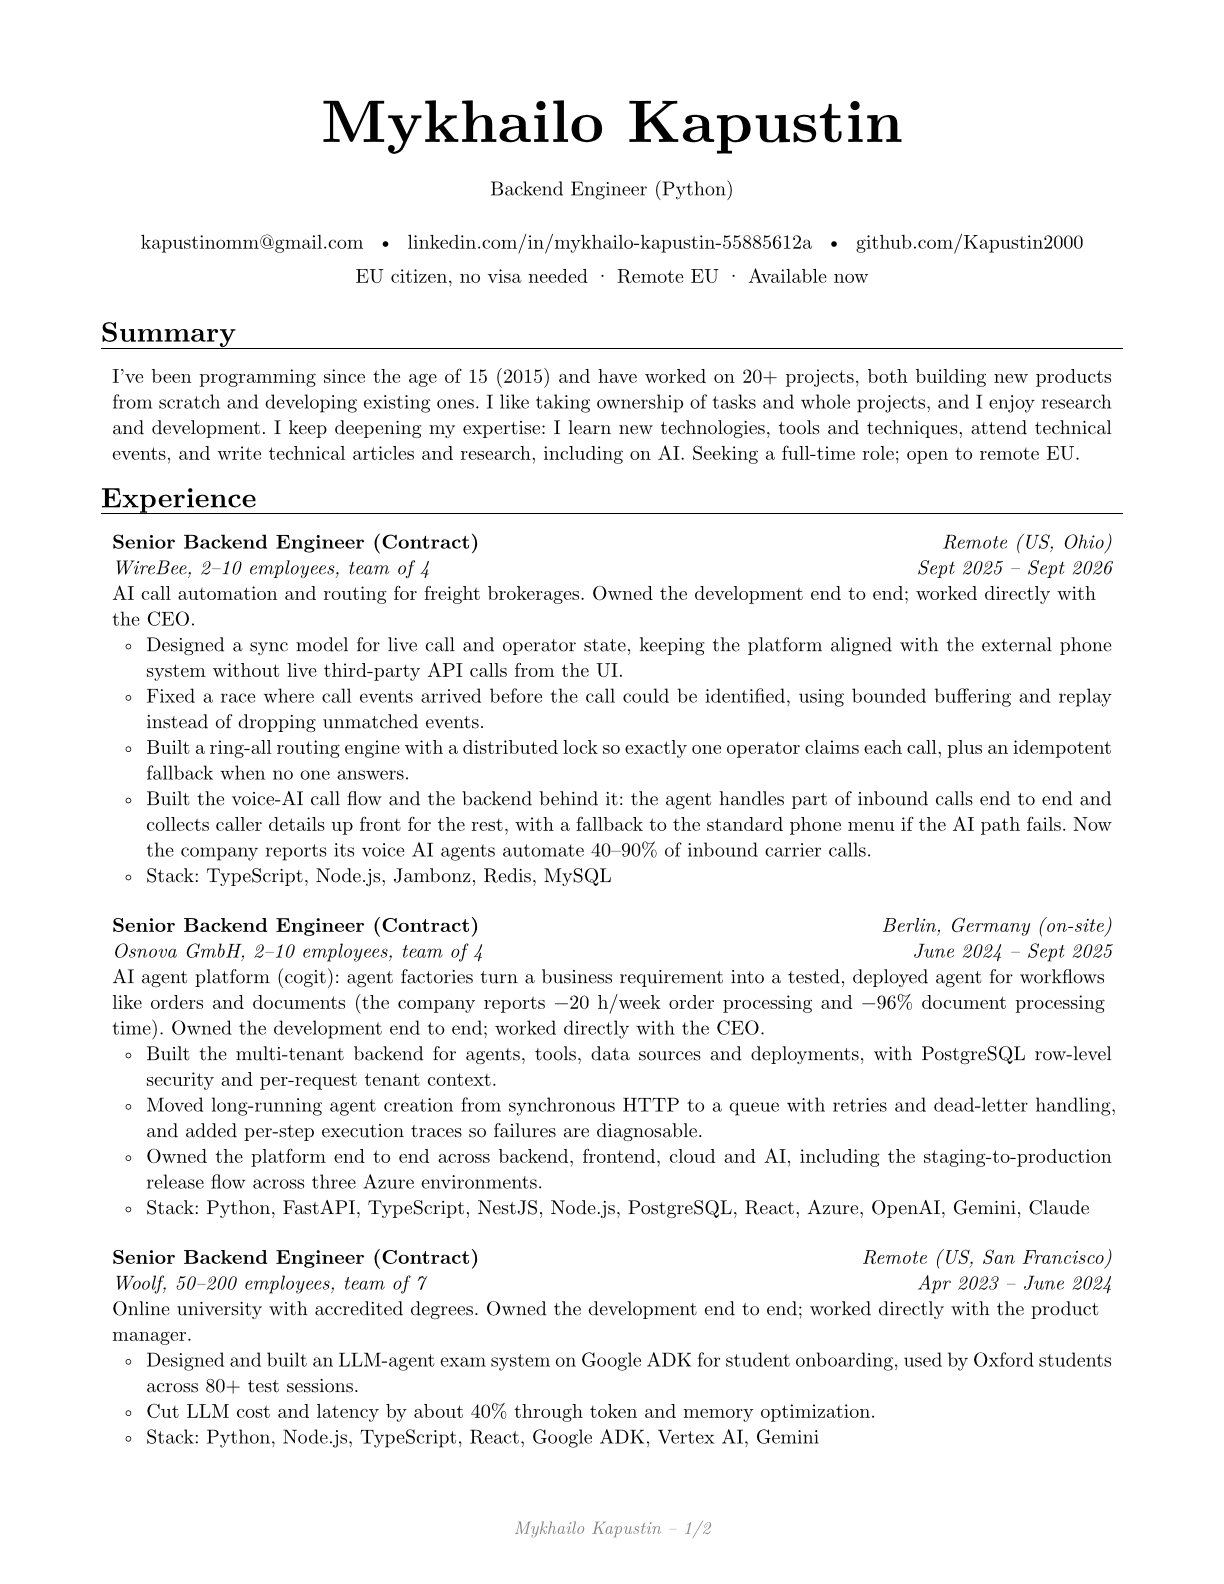 Mykhailo Kapustin
Backend Engineer (Python)
kapustinomm@gmail.com • linkedin.com/in/mykhailo-kapustin-55885612a • github.com/Kapustin2000
EU citizen, no visa needed · Remote EU · Available now
Summary
I've been programming since the age of 15 (2015) and have worked on 20+ projects, both building new products
from scratch and developing existing ones. I like taking ownership of tasks and whole projects, and I enjoy research
and development. I keep deepening my expertise: I learn new technologies, tools and techniques, attend technical
events, and write technical articles and research, including on AI. Seeking a full-time role; open to remote EU.
Experience
Senior Backend Engineer (Contract) Remote (US, Ohio)
WireBee, 2–10 employees, team of 4 Sept 2025 – Sept 2026
AI call automation and routing for freight brokerages. Owned the development end to end; worked directly with
the CEO.
◦ Designed a sync model for live call and operator state, keeping the platform aligned with the external phone
system without live third-party API calls from the UI.
◦ Fixed a race where call events arrived before the call could be identified, using bounded buffering and replay
instead of dropping unmatched events.
◦ Built a ring-all routing engine with a distributed lock so exactly one operator claims each call, plus an idempotent
fallback when no one answers.
◦ Built the voice-AI call flow and the backend behind it: the agent handles part of inbound calls end to end and
collects caller details up front for the rest, with a fallback to the standard phone menu if the AI path fails. Now
the company reports its voice AI agents automate 40–90% of inbound carrier calls.
◦ Stack: TypeScript, Node.js, Jambonz, Redis, MySQL
Senior Backend Engineer (Contract) Berlin, Germany (on-site)
Osnova GmbH, 2–10 employees, team of 4 June 2024 – Sept 2025
AI agent platform (cogit): agent factories turn a business requirement into a tested, deployed agent for workflows
like orders and documents (the company reports −20 h/week order processing and −96% document processing
time). Owned the development end to end; worked directly with the CEO.
◦ Built the multi-tenant backend for agents, tools, data sources and deployments, with PostgreSQL row-level
security and per-request tenant context.
◦ Moved long-running agent creation from synchronous HTTP to a queue with retries and dead-letter handling,
and added per-step execution traces so failures are diagnosable.
◦ Owned the platform end to end across backend, frontend, cloud and AI, including the staging-to-production
release flow across three Azure environments.
◦ Stack: Python, FastAPI, TypeScript, NestJS, Node.js, PostgreSQL, React, Azure, OpenAI, Gemini, Claude
Senior Backend Engineer (Contract) Remote (US, San Francisco)
Woolf, 50–200 employees, team of 7 Apr 2023 – June 2024
Online university with accredited degrees. Owned the development end to end; worked directly with the product
manager.
◦ Designed and built an LLM-agent exam system on Google ADK for student onboarding, used by Oxford students
across 80+ test sessions.
◦ Cut LLM cost and latency by about 40% through token and memory optimization.
◦ Stack: Python, Node.js, TypeScript, React, Google ADK, Vertex AI, Gemini
Mykhailo Kapustin – 1/2